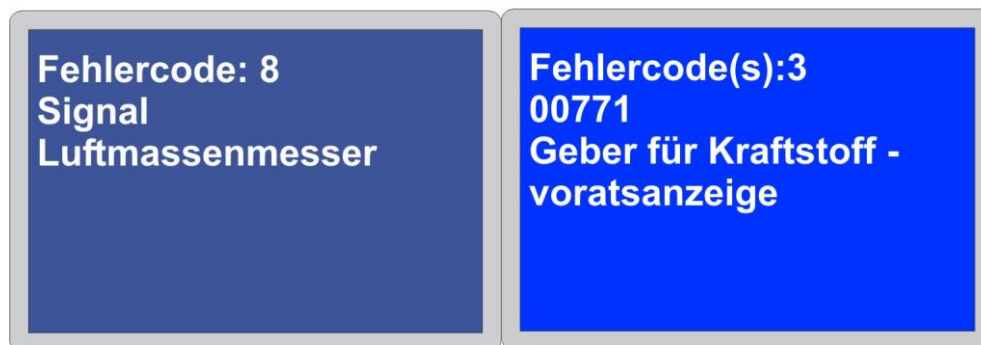 Fehlercode: 8
Signal
Luftmassenmesser
Fehlercode(s):3
00771
Geber für Kraftstoff -
voratsanzeige